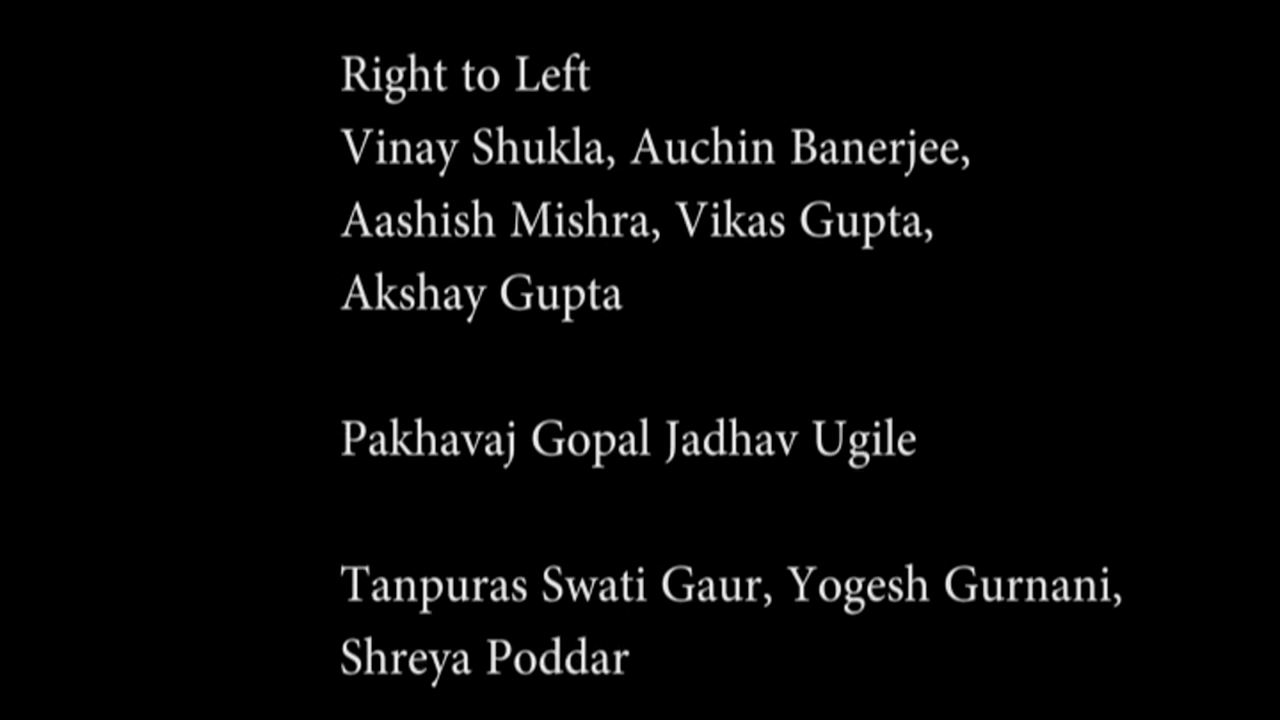 Right to Left
Vinay Shukla, Auchin Banerjee,
Aashish Mishra, Vikas Gupta,
Akshay Gupta
Pakhavaj Gopal Jadhav Ugile
Tanpuras Swati Gaur, Yogesh Gurnani,
Shreya Poddar